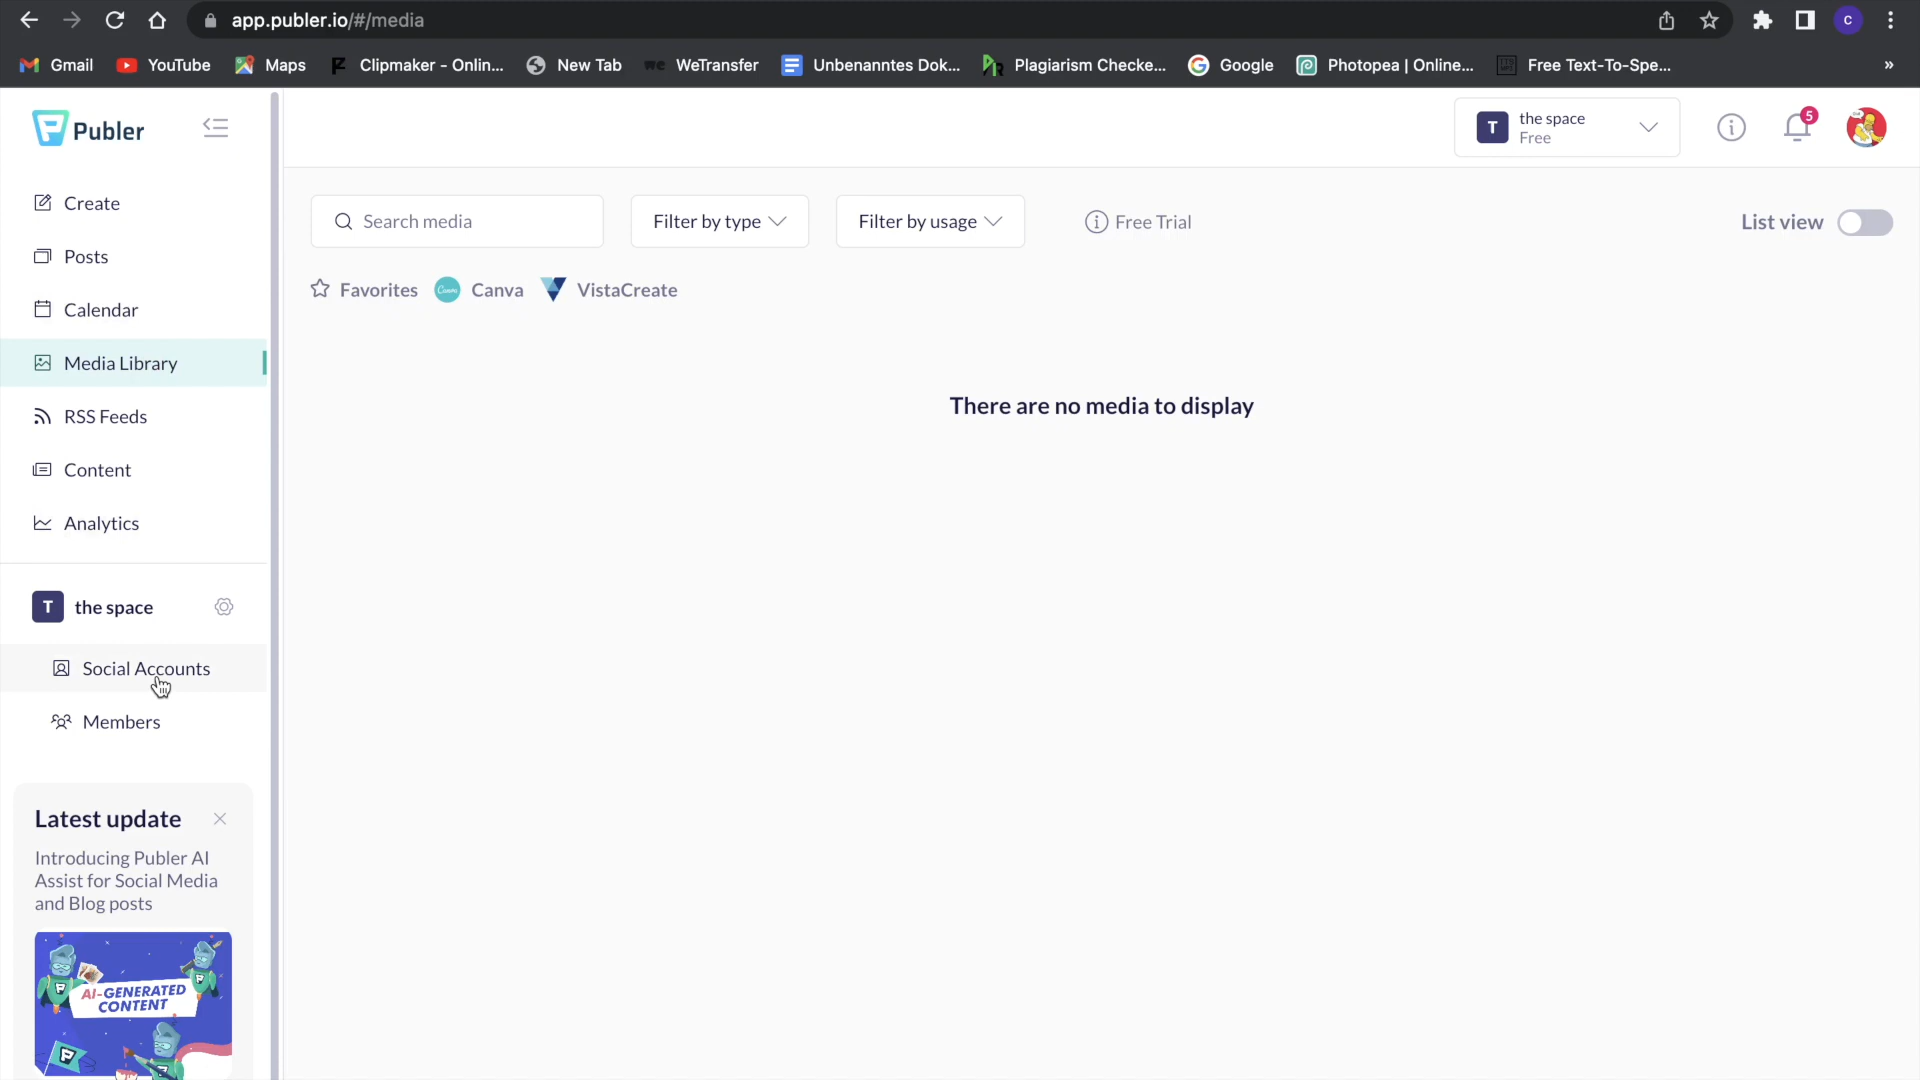 app.publer.io/#/media
C
Gmail
YouTube
Maps
Clipmaker - Onlin...
New Tab
WeTransfer
Unbenanntes Dok...
Plagiarism Checke...
Google
Photopea | Online...
Free Text-To-Spe...
»
Publer
T
the space
Free
5
Create
Posts
Calendar
Media Library
RSS Feeds
Content
Analytics
T the space
Social Accounts
Members
Search media
Filter by type
Filter by usage
Free Trial
List view
Favorites
Canva
VistaCreate
There are no media to display
Latest update
Introducing Publer AI
Assist for Social Media
and Blog posts
AI-GENERATED
CONTENT